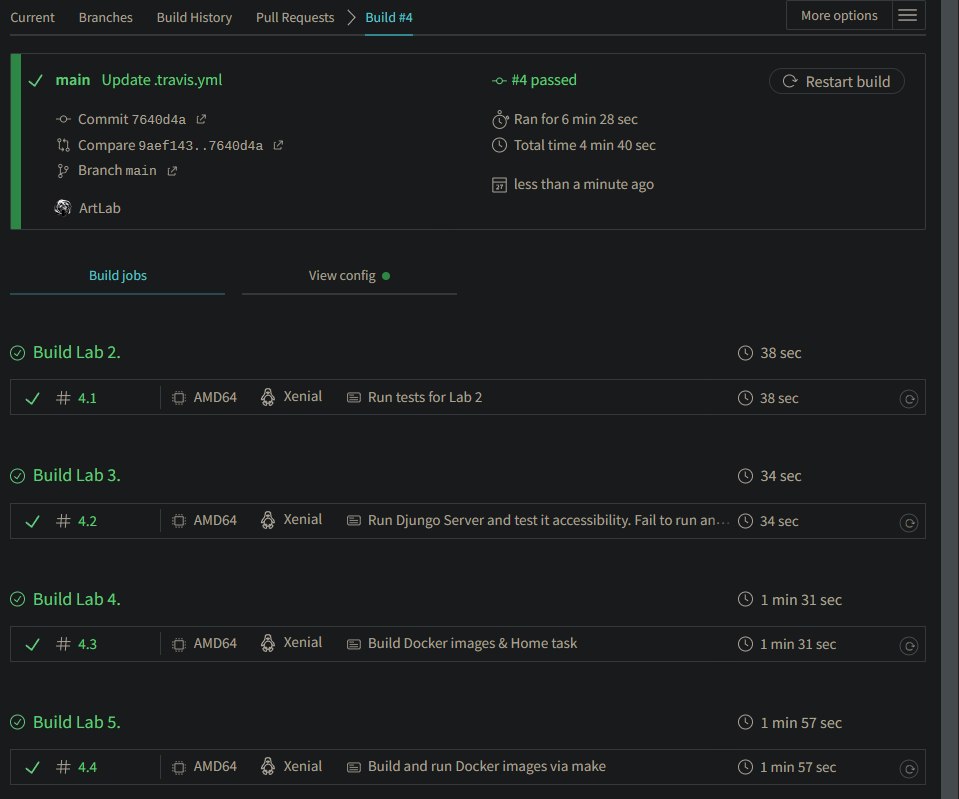 Current Branches Build History Pull Requests Build #4 More options
main Update .travis.yml #4 passed Restart build
Commit 7640d4a Ran for 6 min 28 sec
Compare 9aef143..7640d4a Total time 4 min 40 sec
Branch main less than a minute ago
ArtLab
Build jobs View config
Build Lab 2. 38 sec
# 4.1 AMD64 Xenial Run tests for Lab 2 38 sec
Build Lab 3. 34 sec
# 4.2 AMD64 Xenial Run Djungo Server and test it accessibility. Fail to run an... 34 sec
Build Lab 4. 1 min 31 sec
# 4.3 AMD64 Xenial Build Docker images & Home task 1 min 31 sec
Build Lab 5. 1 min 57 sec
# 4.4 AMD64 Xenial Build and run Docker images via make 1 min 57 sec